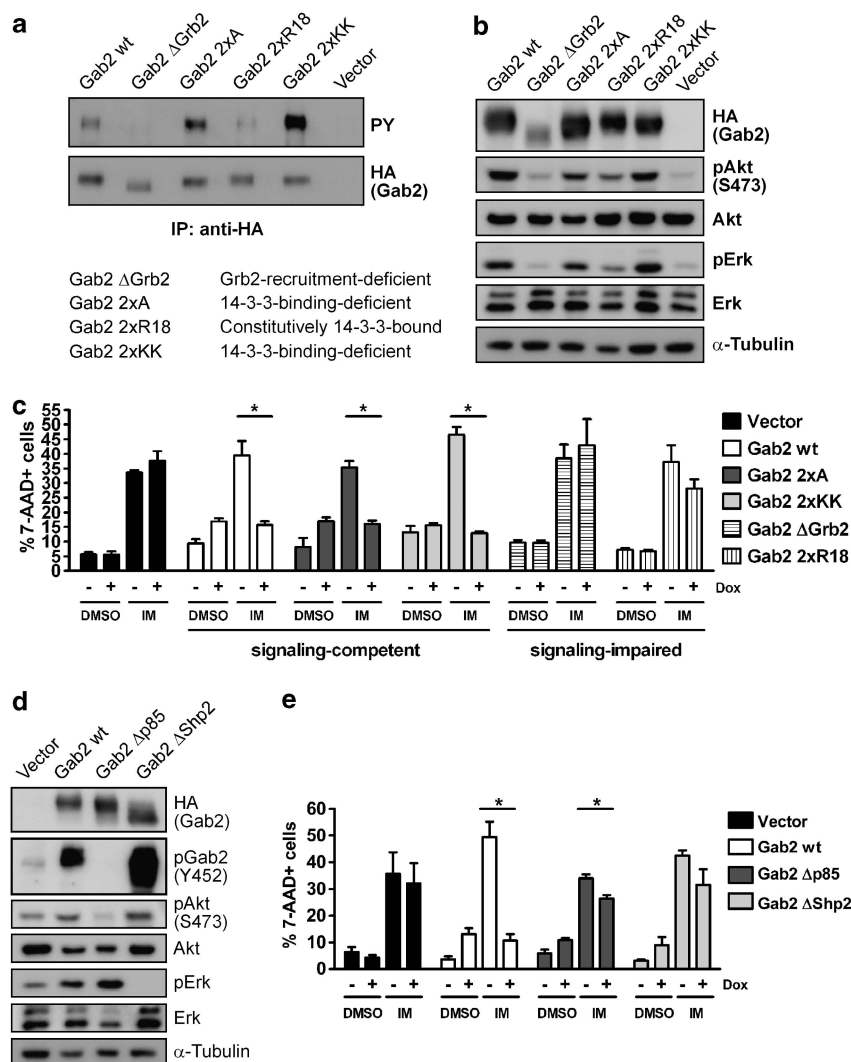 a
Gab2 wt
Gab2 ΔGrb2
Gab2 2xA
Gab2 2xR18
Gab2 2xKK
Vector
PY
HA
(Gab2)
IP: anti-HA
Gab2 ΔGrb2 Grb2-recruitment-deficient
Gab2 2xA 14-3-3-binding-deficient
Gab2 2xR18 Constitutively 14-3-3-bound
Gab2 2xKK 14-3-3-binding-deficient
b
Gab2 wt
Gab2 ΔGrb2
Gab2 2xA
Gab2 2xR18
Gab2 2xKK
Vector
HA
(Gab2)
pAkt
(S473)
Akt
pErk
Erk
α-Tubulin
c
% 7-AAD+ cells
55
50
45
40
35
30
25
20
15
10
5
0
* * *
- + - + - + - + - + - + - + - + - + - + - + - + Dox
DMSO IM DMSO IM DMSO IM DMSO IM DMSO IM DMSO IM
signaling-competent signaling-impaired
Vector
Gab2 wt
Gab2 2xA
Gab2 2xKK
Gab2 ΔGrb2
Gab2 2xR18
d
Vector
Gab2 wt
Gab2 Δp85
Gab2 ΔShp2
HA
(Gab2)
pGab2
(Y452)
pAkt
(S473)
Akt
pErk
Erk
α-Tubulin
e
% 7-AAD+ cells
60
50
40
30
20
10
0
* *
- + - + - + - + - + - + - + - + Dox
DMSO IM DMSO IM DMSO IM DMSO IM
Vector
Gab2 wt
Gab2 Δp85
Gab2 ΔShp2